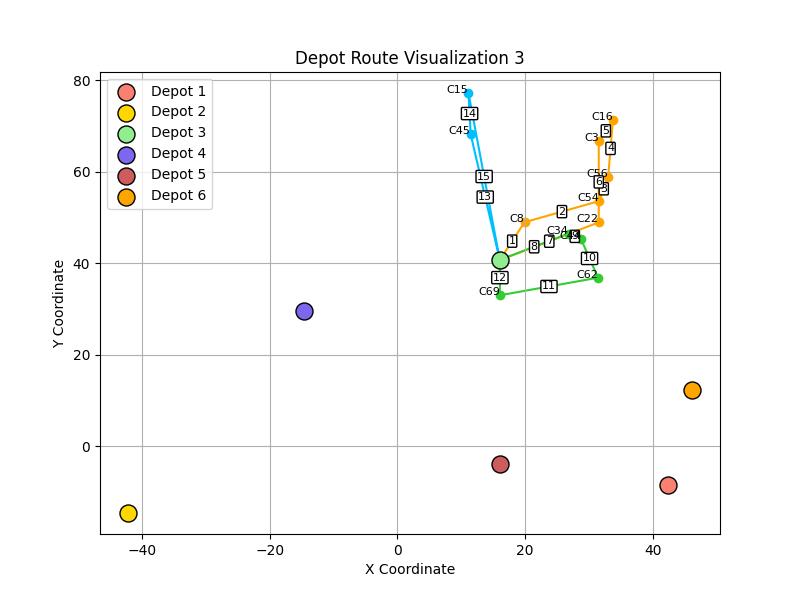 Depot Route Visualization 3
Depot 1
Depot 2
Depot 3
Depot 4
Depot 5
Depot 6
C15
14
C45
15
13
C16
5
C3
4
C56
6
3
C54
C8
2
C22
1
C34
7
8
10
12
C62
11
C69
80
60
40
20
0
−40
−20
0
20
40
Y Coordinate
X Coordinate